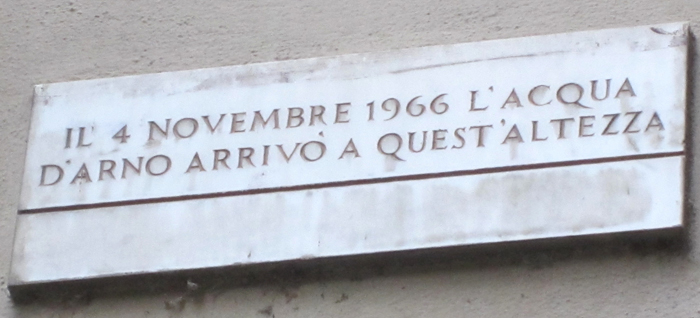 IL 4 NOVEMBRE 1966 L'ACQUA
D'ARNO ARRIVÒ A QUEST'ALTEZZA